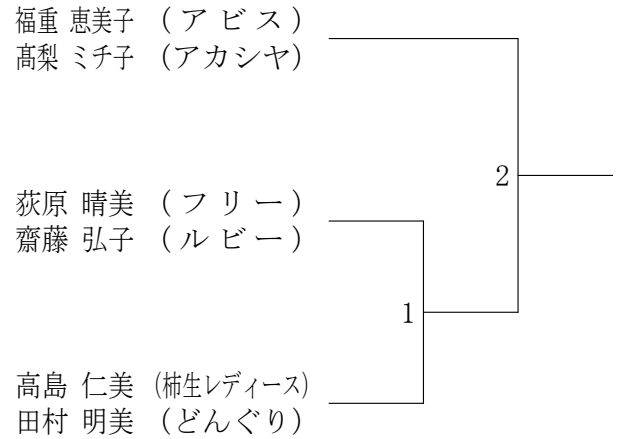 福重 恵美子 （アビス）
髙梨 ミチ子 （アカシヤ）
2
荻原 晴美 （フリー）
齋藤 弘子 （ルビー）
1
高島 仁美 （柿生レディース）
田村 明美 （どんぐり）